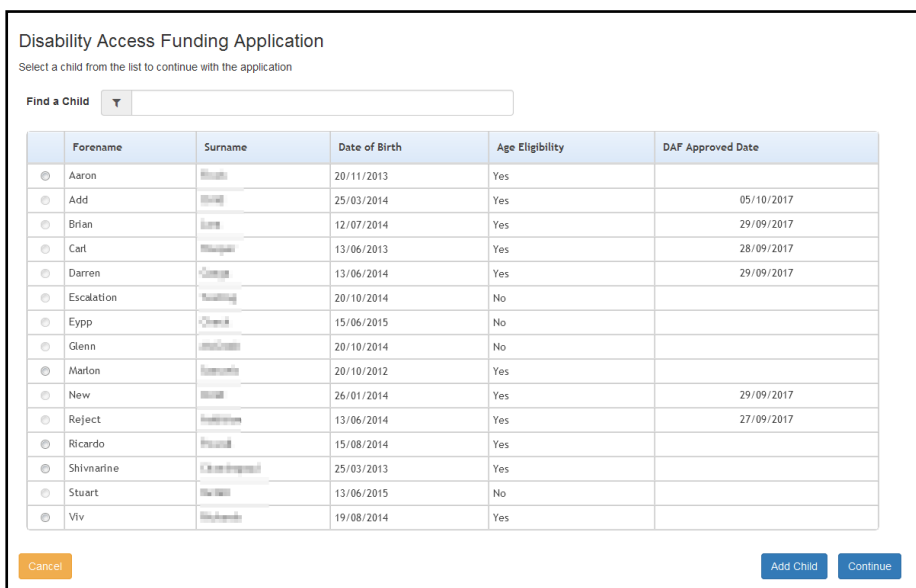 Disability Access Funding Application
Select a child from the list to continue with the application
Find a Child
Forename Surname Date of Birth Age Eligibility DAF Approved Date
Aaron 20/11/2013 Yes
Add 25/03/2014 Yes 05/10/2017
Brian 12/07/2014 Yes 29/09/2017
Carl 13/06/2013 Yes 28/09/2017
Darren 13/06/2014 Yes 29/09/2017
Escalation 20/10/2014 No
Eypp 15/06/2015 No
Glenn 20/10/2014 No
Marlon 20/10/2012 Yes
New 26/01/2014 Yes 29/09/2017
Reject 13/06/2014 Yes 27/09/2017
Ricardo 15/08/2014 Yes
Shivnarine 25/03/2013 Yes
Stuart 13/06/2015 No
Viv 19/08/2014 Yes
Cancel Add Child Continue